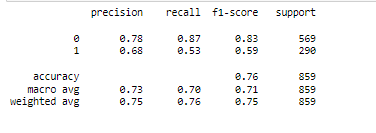 precision recall f1-score support
0 0.78 0.87 0.83 569
1 0.68 0.53 0.59 290
accuracy 0.76 859
macro avg 0.73 0.70 0.71 859
weighted avg 0.75 0.76 0.75 859